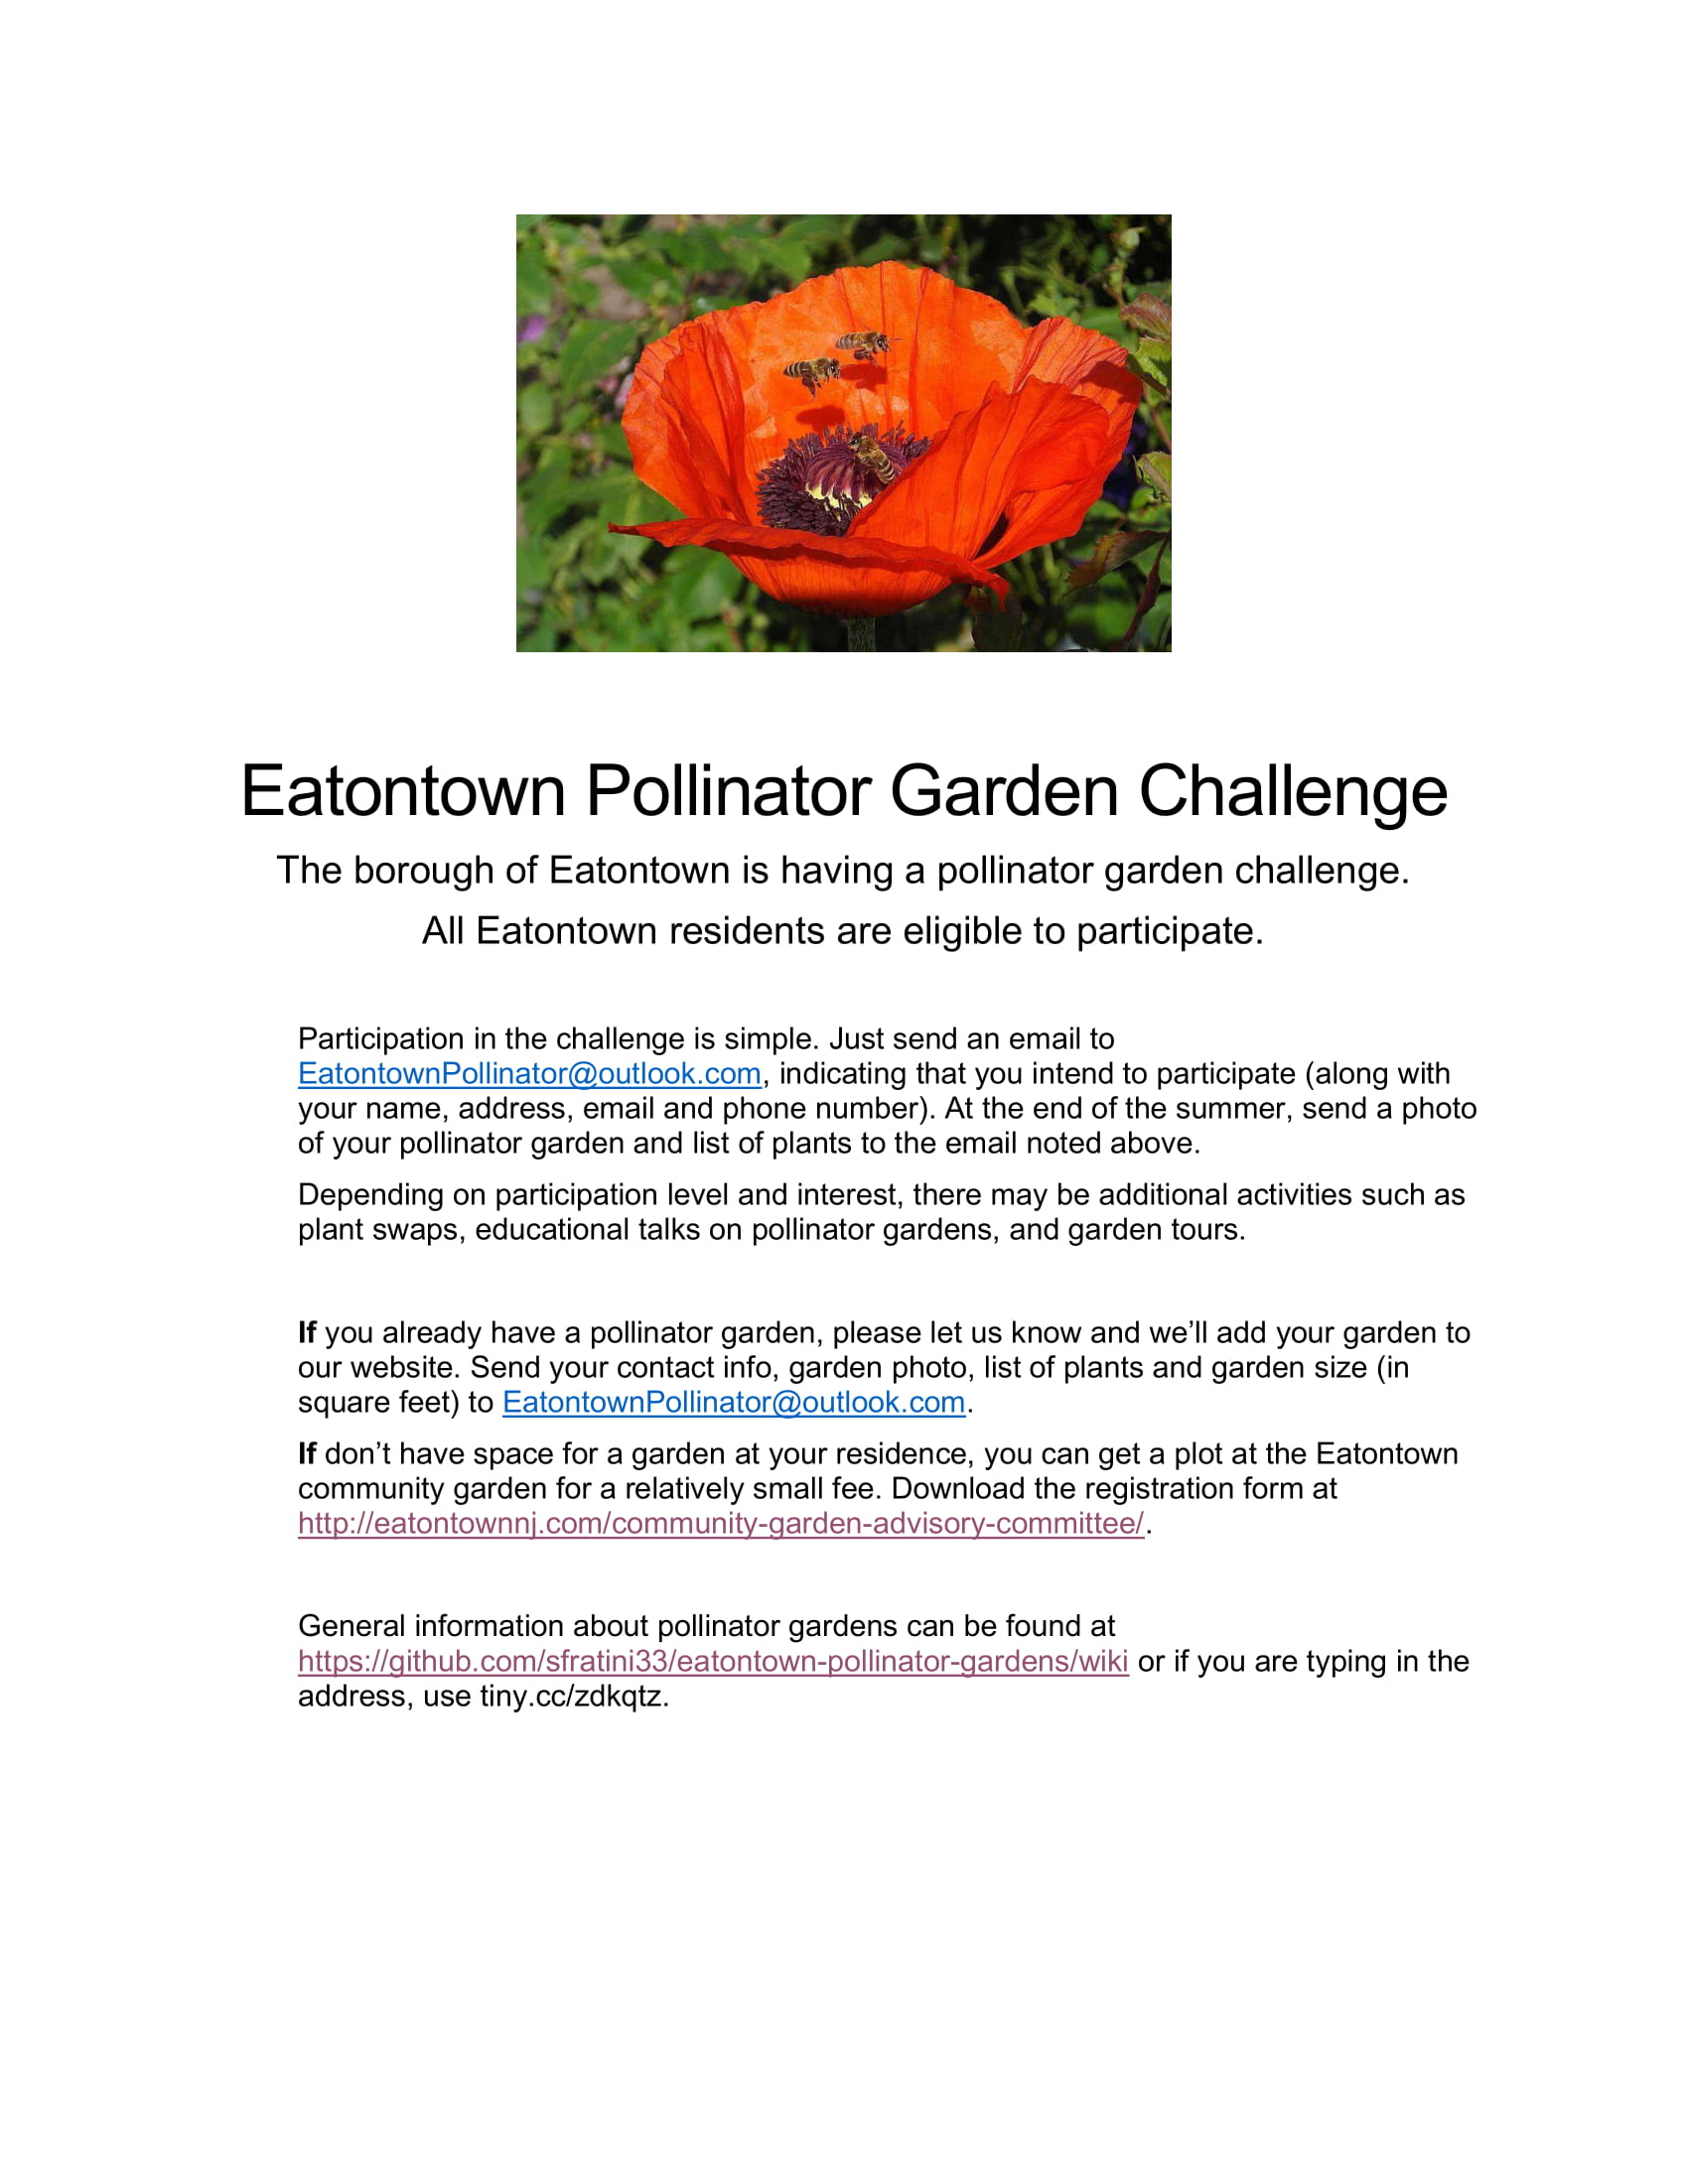 Eatontown Pollinator Garden Challenge
The borough of Eatontown is having a pollinator garden challenge.
All Eatontown residents are eligible to participate.
Participation in the challenge is simple. Just send an email to
EatontownPollinator@outlook.com, indicating that you intend to participate (along with
your name, address, email and phone number). At the end of the summer, send a photo
of your pollinator garden and list of plants to the email noted above.
Depending on participation level and interest, there may be additional activities such as
plant swaps, educational talks on pollinator gardens, and garden tours.
If you already have a pollinator garden, please let us know and we’ll add your garden to
our website. Send your contact info, garden photo, list of plants and garden size (in
square feet) to EatontownPollinator@outlook.com.
If don’t have space for a garden at your residence, you can get a plot at the Eatontown
community garden for a relatively small fee. Download the registration form at
http://eatontownnj.com/community-garden-advisory-committee/.
General information about pollinator gardens can be found at
https://github.com/sfratini33/eatontown-pollinator-gardens/wiki or if you are typing in the
address, use tiny.cc/zdkqtz.